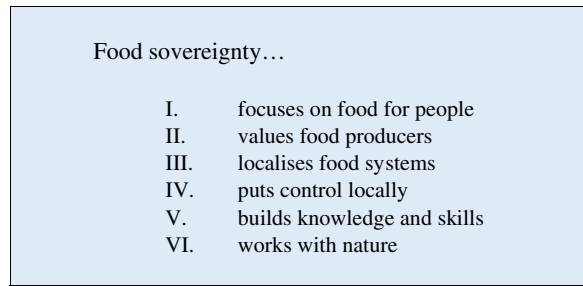 Food sovereignty…
I. focuses on food for people
II. values food producers
III. localises food systems
IV. puts control locally
V. builds knowledge and skills
VI. works with nature